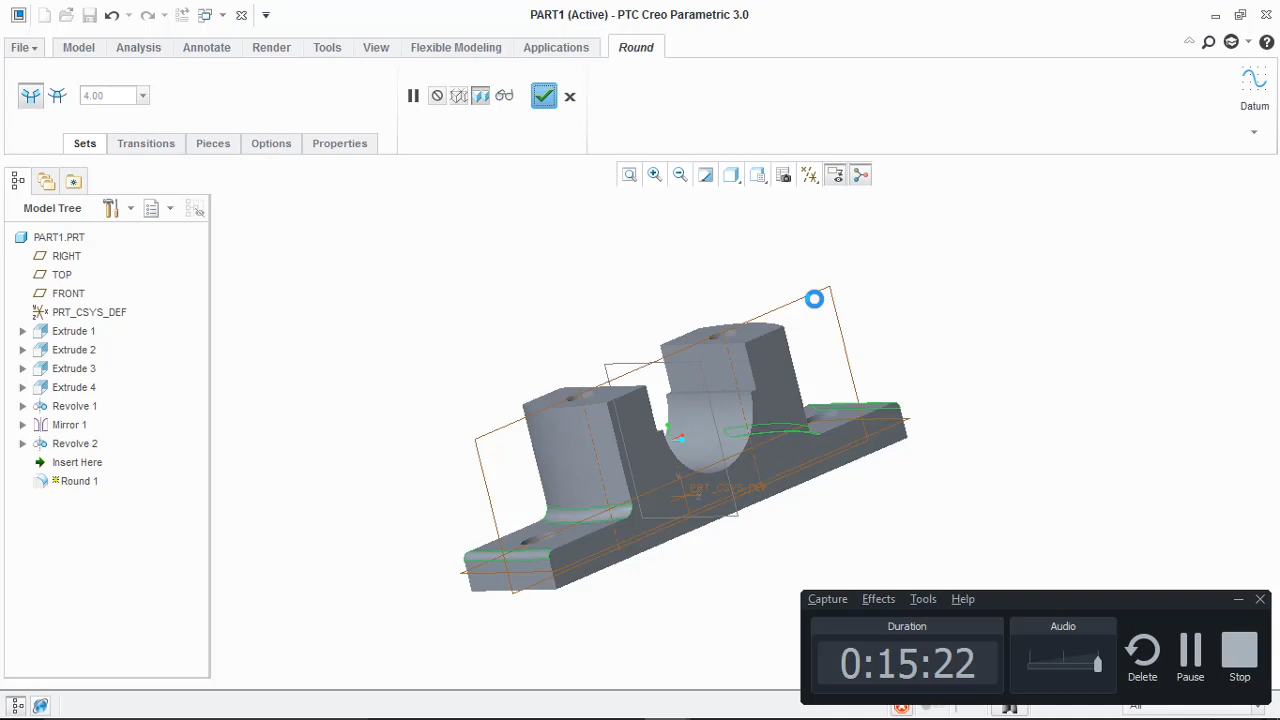 PART1 (Active) - PTC Creo Parametric 3.0
File Model Analysis Annotate Render Tools View Flexible Modeling Applications Round
4.00
Datum
Sets Transitions Pieces Options Properties
Model Tree
PART1.PRT
RIGHT
TOP
FRONT
PRT_CSYS_DEF
Extrude 1
Extrude 2
Extrude 3
Extrude 4
Revolve 1
Mirror 1
Revolve 2
Insert Here
Round 1
PRT_CSYS_DEF
Capture Effects Tools Help
Duration
Audio
0:15:22
Delete Pause Stop